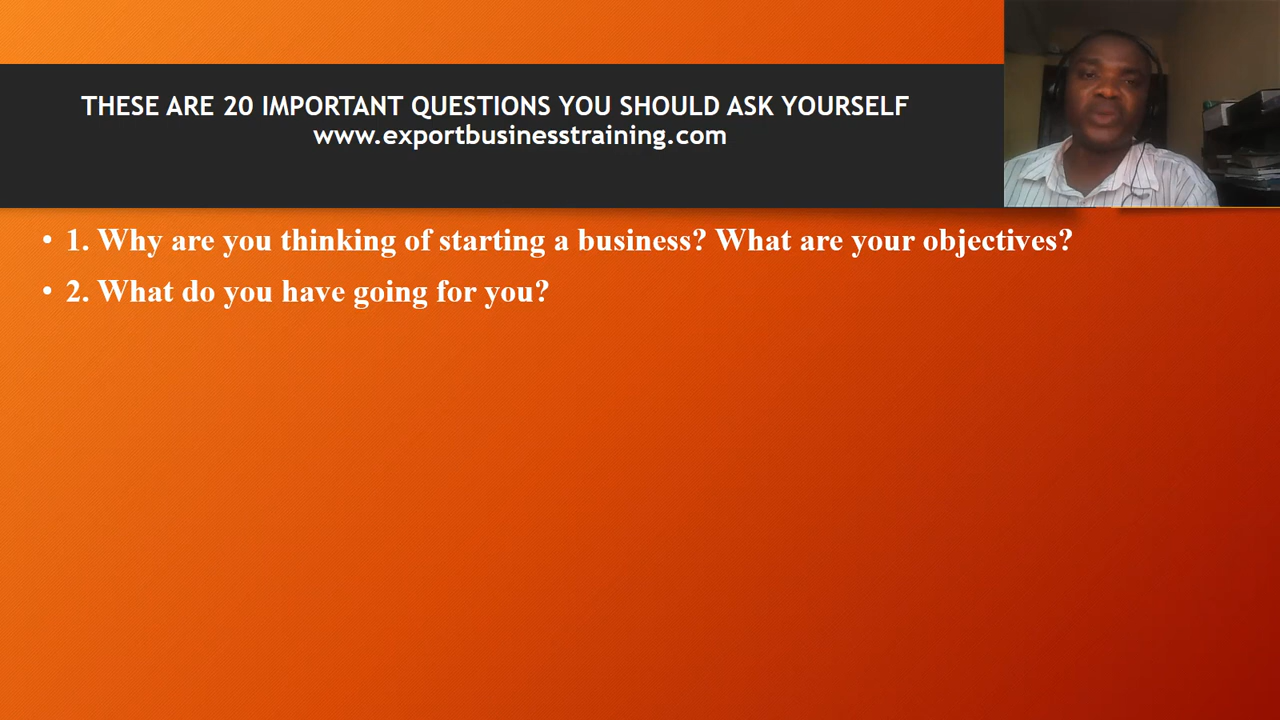 THESE ARE 20 IMPORTANT QUESTIONS YOU SHOULD ASK YOURSELF
www.exportbusinesstraining.com
• 1. Why are you thinking of starting a business? What are your objectives?
• 2. What do you have going for you?